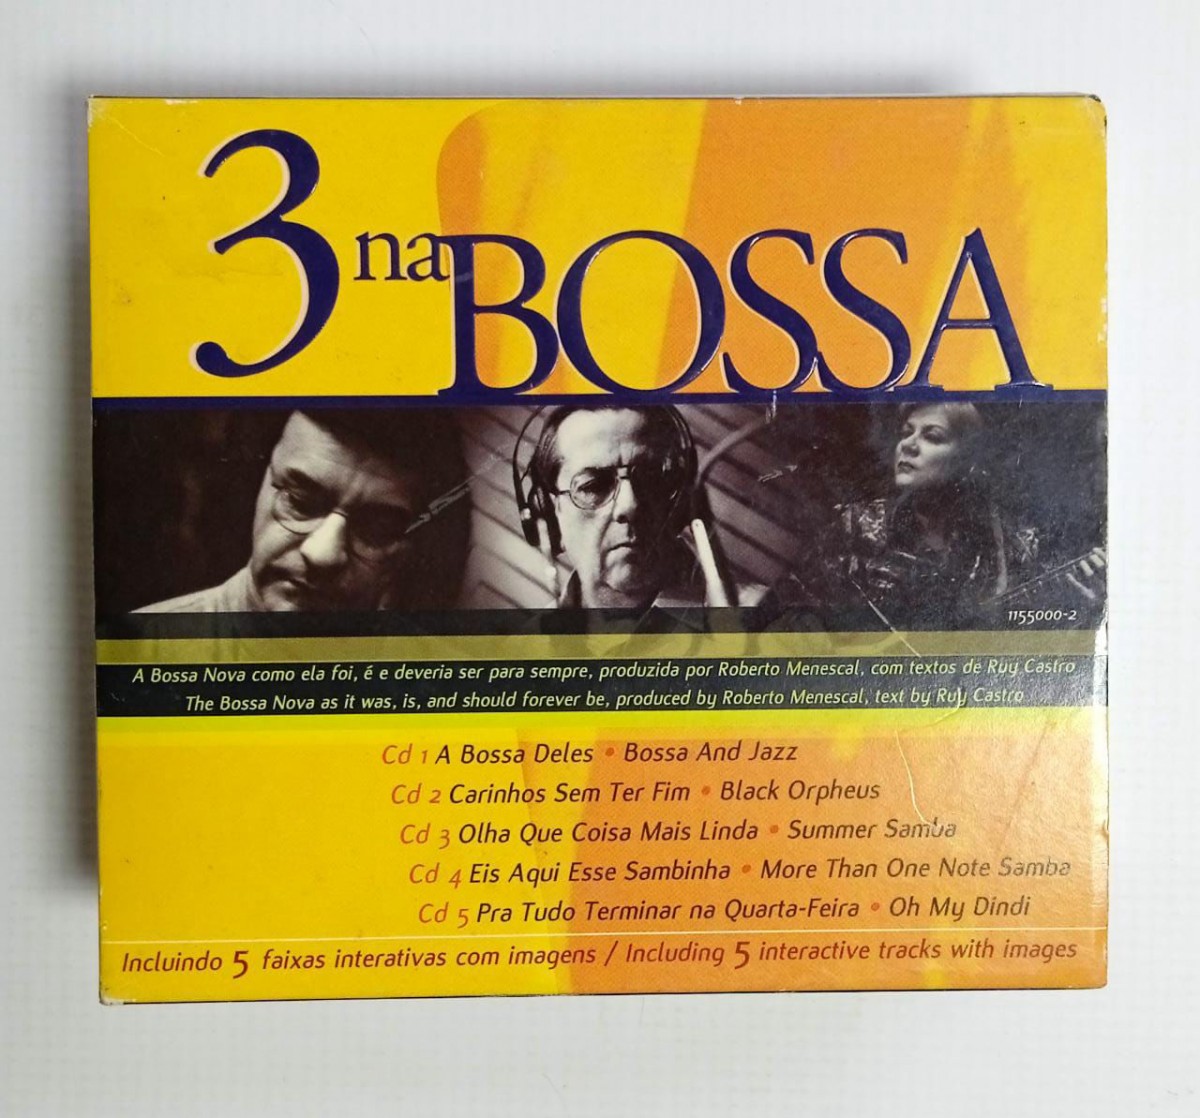 3 na BOSSA
1155000-2
A Bossa Nova como ela foi, é e deveria ser para sempre, produzida por Roberto Menescal, com textos de Ruy Castro
The Bossa Nova as it was, is, and should forever be, produced by Roberto Menescal, text by Ruy Castro
Cd 1 A Bossa Deles • Bossa And Jazz
Cd 2 Carinhos Sem Ter Fim • Black Orpheus
Cd 3 Olha Que Coisa Mais Linda • Summer Samba
Cd 4 Eis Aqui Esse Sambinha • More Than One Note Samba
Cd 5 Pra Tudo Terminar na Quarta-Feira • Oh My Dindi
Incluindo 5 faixas interativas com imagens / Including 5 interactive tracks with images